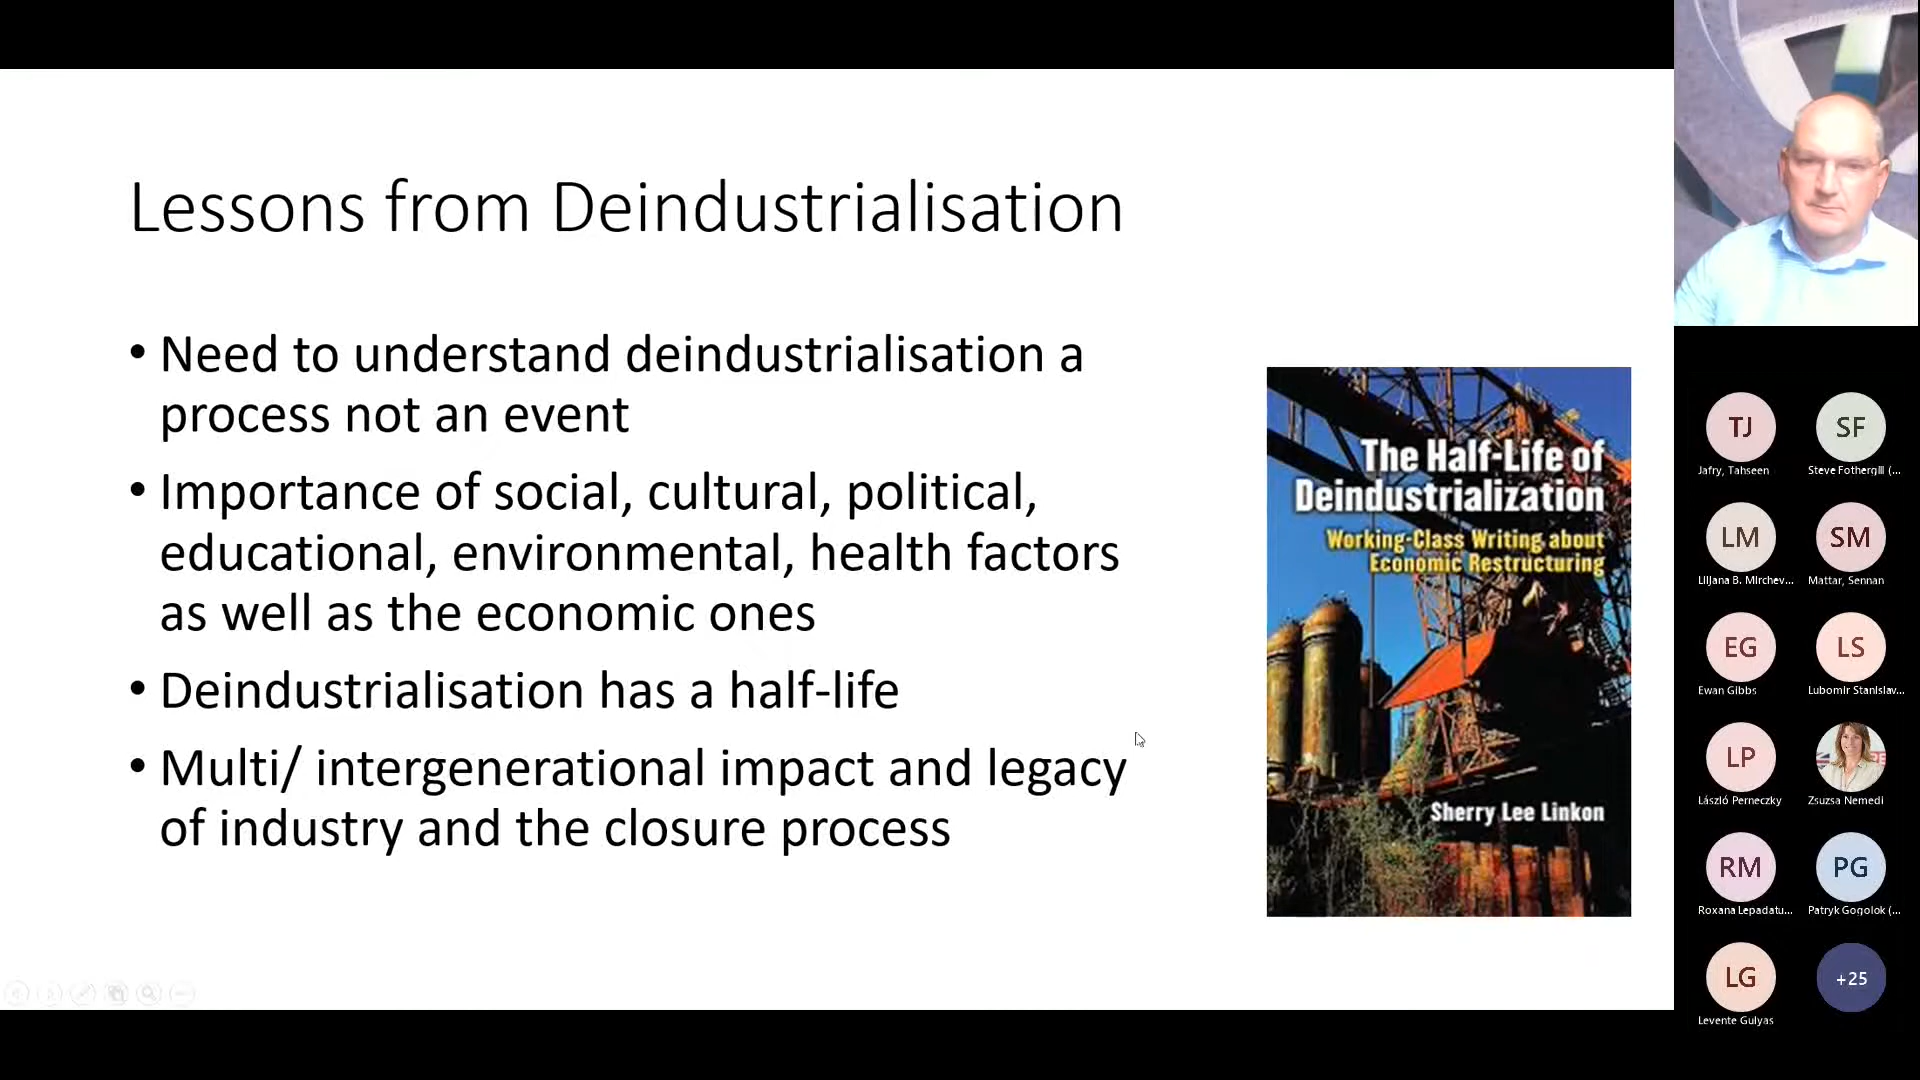 Lessons from Deindustrialisation
• Need to understand deindustrialisation a
process not an event
• Importance of social, cultural, political,
educational, environmental, health factors
as well as the economic ones
• Deindustrialisation has a half-life
• Multi/ intergenerational impact and legacy
of industry and the closure process
The Half-Life of
Deindustrialization
Working-Class Writing about
Economic Restructuring
Sherry Lee Linkon
TJ
Jafry, Tahseen
SF
Steve Fothergill (...
LM
Liljana B. Mirchev...
SM
Mattar, Sennan
EG
Ewan Gibbs
LS
Lubomir Stanislav...
LP
László Perneczky
Zsuzsa Nemedi
RM
Roxana Lepadatu...
PG
Patryk Gogolok (...
LG
Levente Gulyas
+25